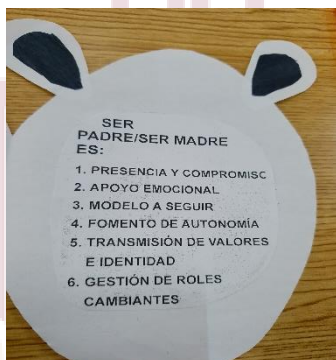 SER
PADRE/SER MADRE
ES:
1. PRESENCIA Y COMPROMISO
2. APOYO EMOCIONAL
3. MODELO A SEGUIR
4. FOMENTO DE AUTONOMÍA
5. TRANSMISIÓN DE VALORES
E IDENTIDAD
6. GESTIÓN DE ROLES
CAMBIANTES